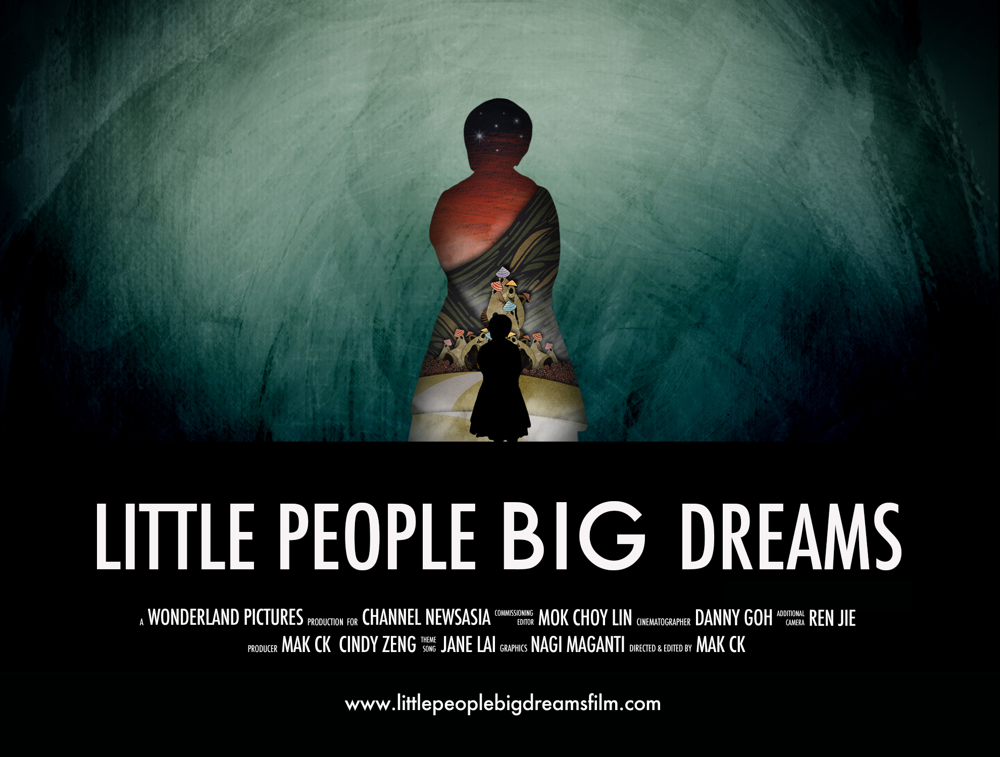 LITTLE PEOPLE BIG DREAMS
A WONDERLAND PICTURES PRODUCTION FOR CHANNEL NEWSASIA COMMISSIONING EDITOR MOK CHOY LIN CINEMATOGRAPHER DANNY GOH ADDITIONAL CAMERA REN JIE
PRODUCER MAK CK CINDY ZENG THEME SONG JANE LAI GRAPHICS NAGI MAGANTI DIRECTED & EDITED BY MAK CK
www.littlepeoplebigdreamsfilm.com